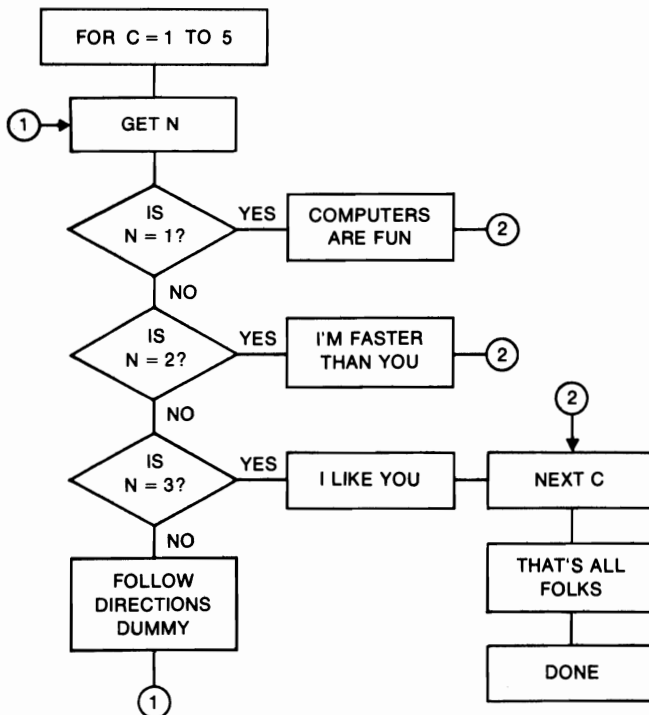 FOR C = 1 TO 5
1
GET N
IS
N = 1?
YES
COMPUTERS
ARE FUN
2
NO
IS
N = 2?
YES
I'M FASTER
THAN YOU
2
NO
IS
N = 3?
YES
I LIKE YOU
2
NEXT C
NO
FOLLOW
DIRECTIONS
DUMMY
1
THAT'S ALL
FOLKS
DONE